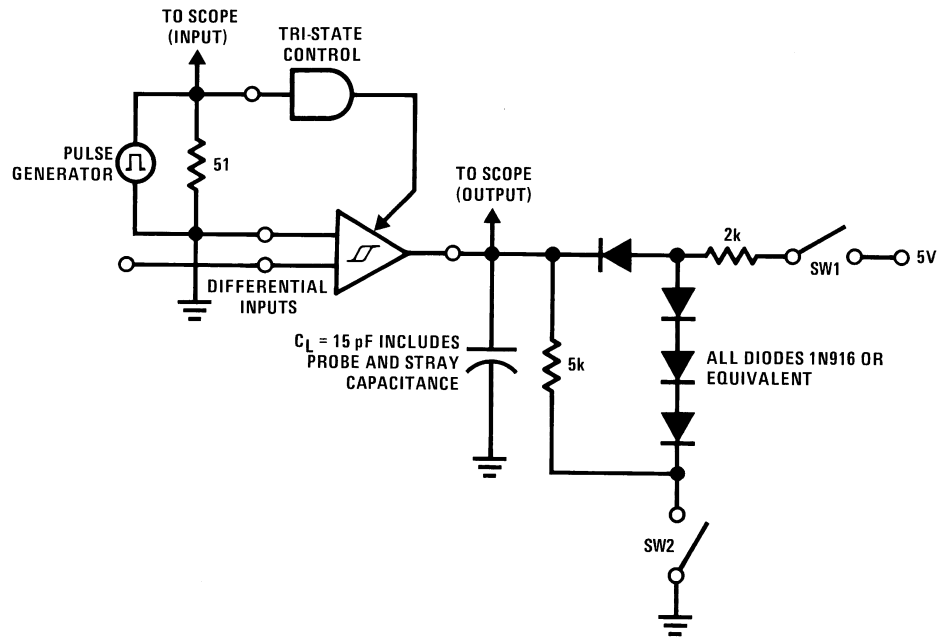 TO SCOPE
(INPUT)
TRI-STATE
CONTROL
PULSE
GENERATOR
51
TO SCOPE
(OUTPUT)
2k
SW1
5V
DIFFERENTIAL
INPUTS
C_L = 15 pF INCLUDES
PROBE AND STRAY
CAPACITANCE
5k
ALL DIODES 1N916 OR
EQUIVALENT
SW2